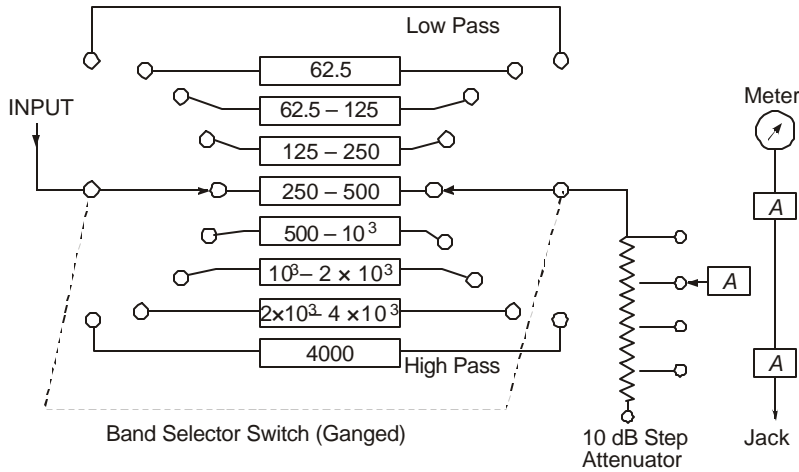 Low Pass
62.5
62.5 – 125
INPUT
Meter
125 – 250
250 – 500
A
500 – 10³
10³– 2 × 10³
A
2×10³– 4 ×10³
4000
A
High Pass
Band Selector Switch (Ganged)
10 dB Step
Attenuator
Jack